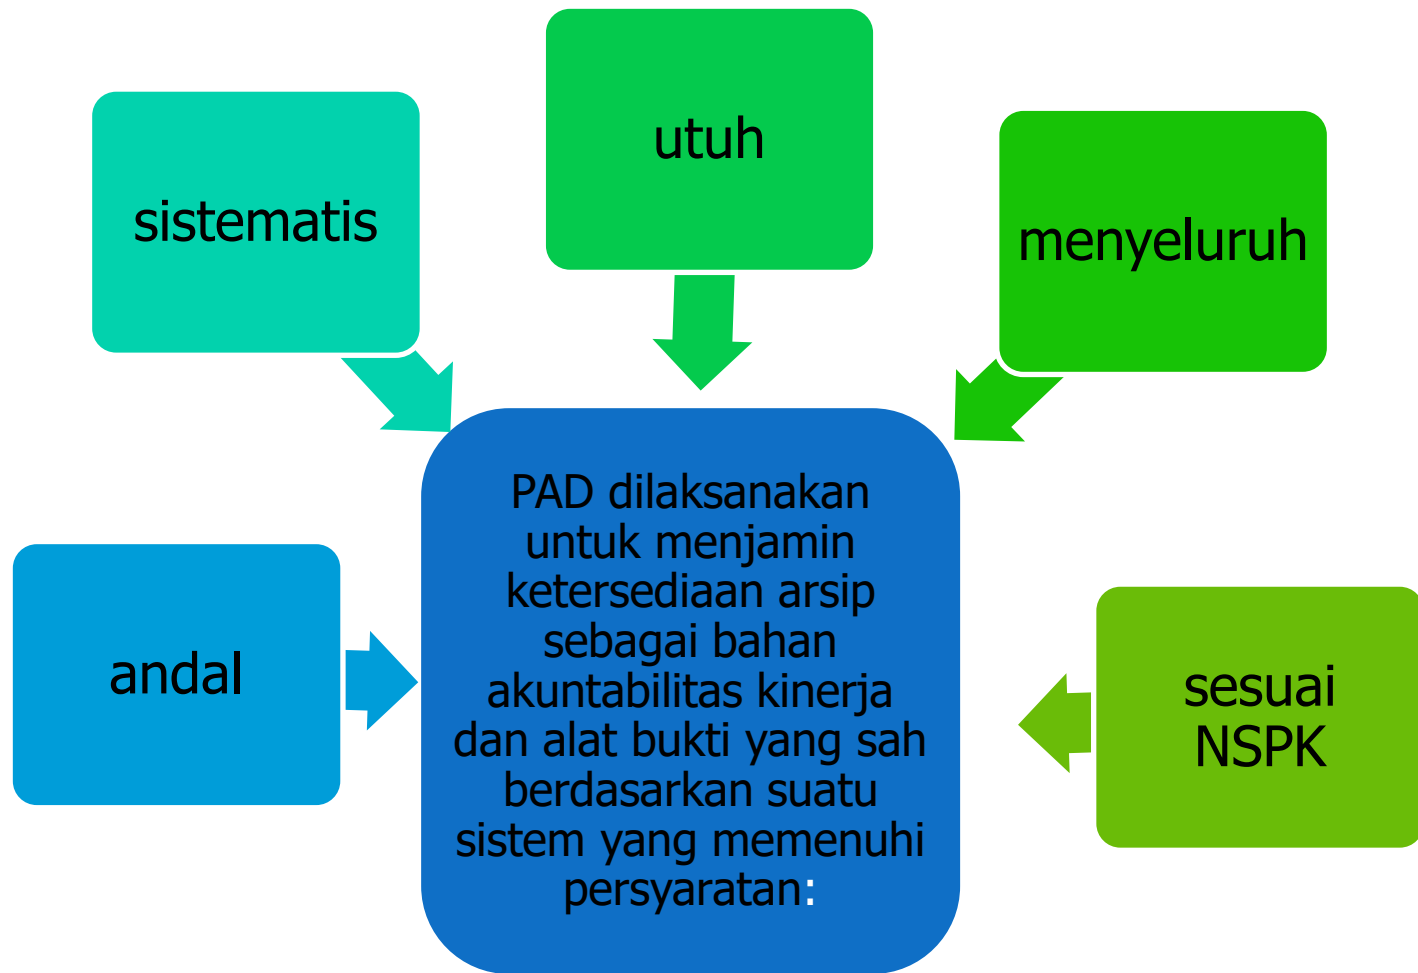 utuh
sistematis
menyeluruh
PAD dilaksanakan
untuk menjamin
ketersediaan arsip
sebagai bahan
akuntabilitas kinerja
dan alat bukti yang sah
berdasarkan suatu
sistem yang memenuhi
persyaratan:
andal
sesuai
NSPK